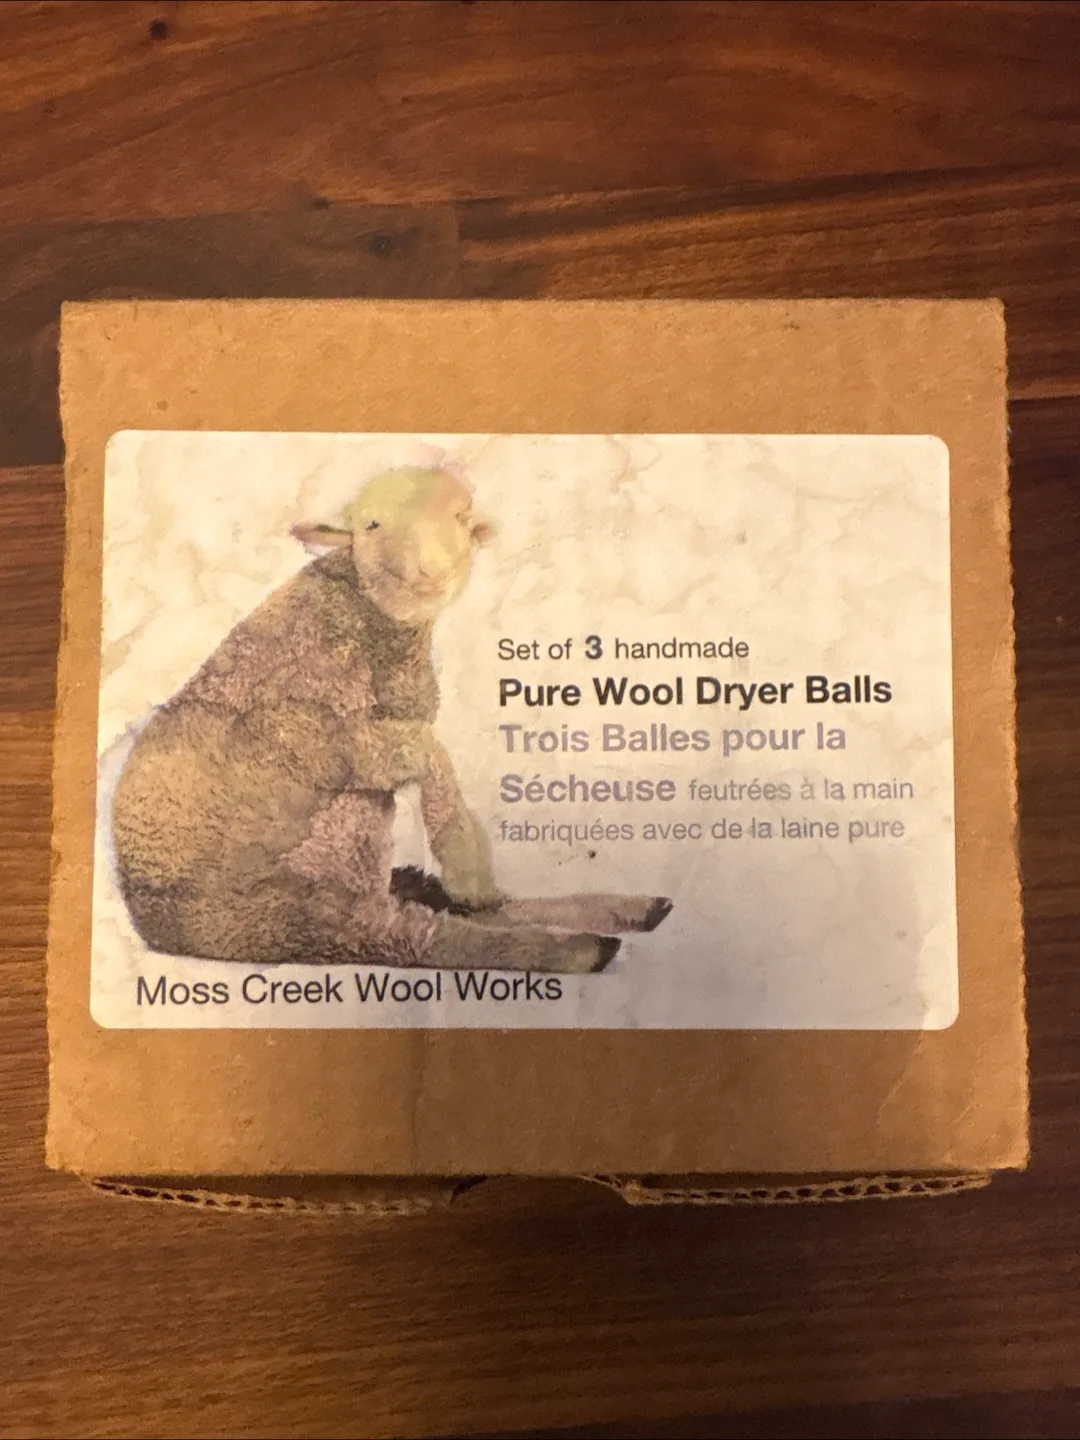 Set of 3 handmade
Pure Wool Dryer Balls
Trois Balles pour la
Sécheuse feutrées à la main
fabriquées avec de la laine pure
Moss Creek Wool Works